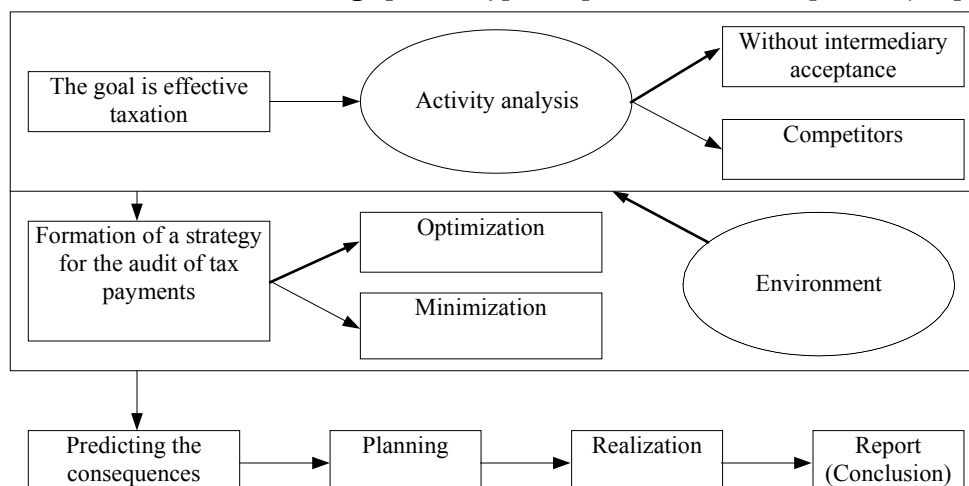 The goal is effective
taxation
Activity analysis
Without intermediary
acceptance
Competitors
Formation of a strategy
for the audit of tax
payments
Optimization
Minimization
Environment
Predicting the
consequences
Planning
Realization
Report
(Conclusion)